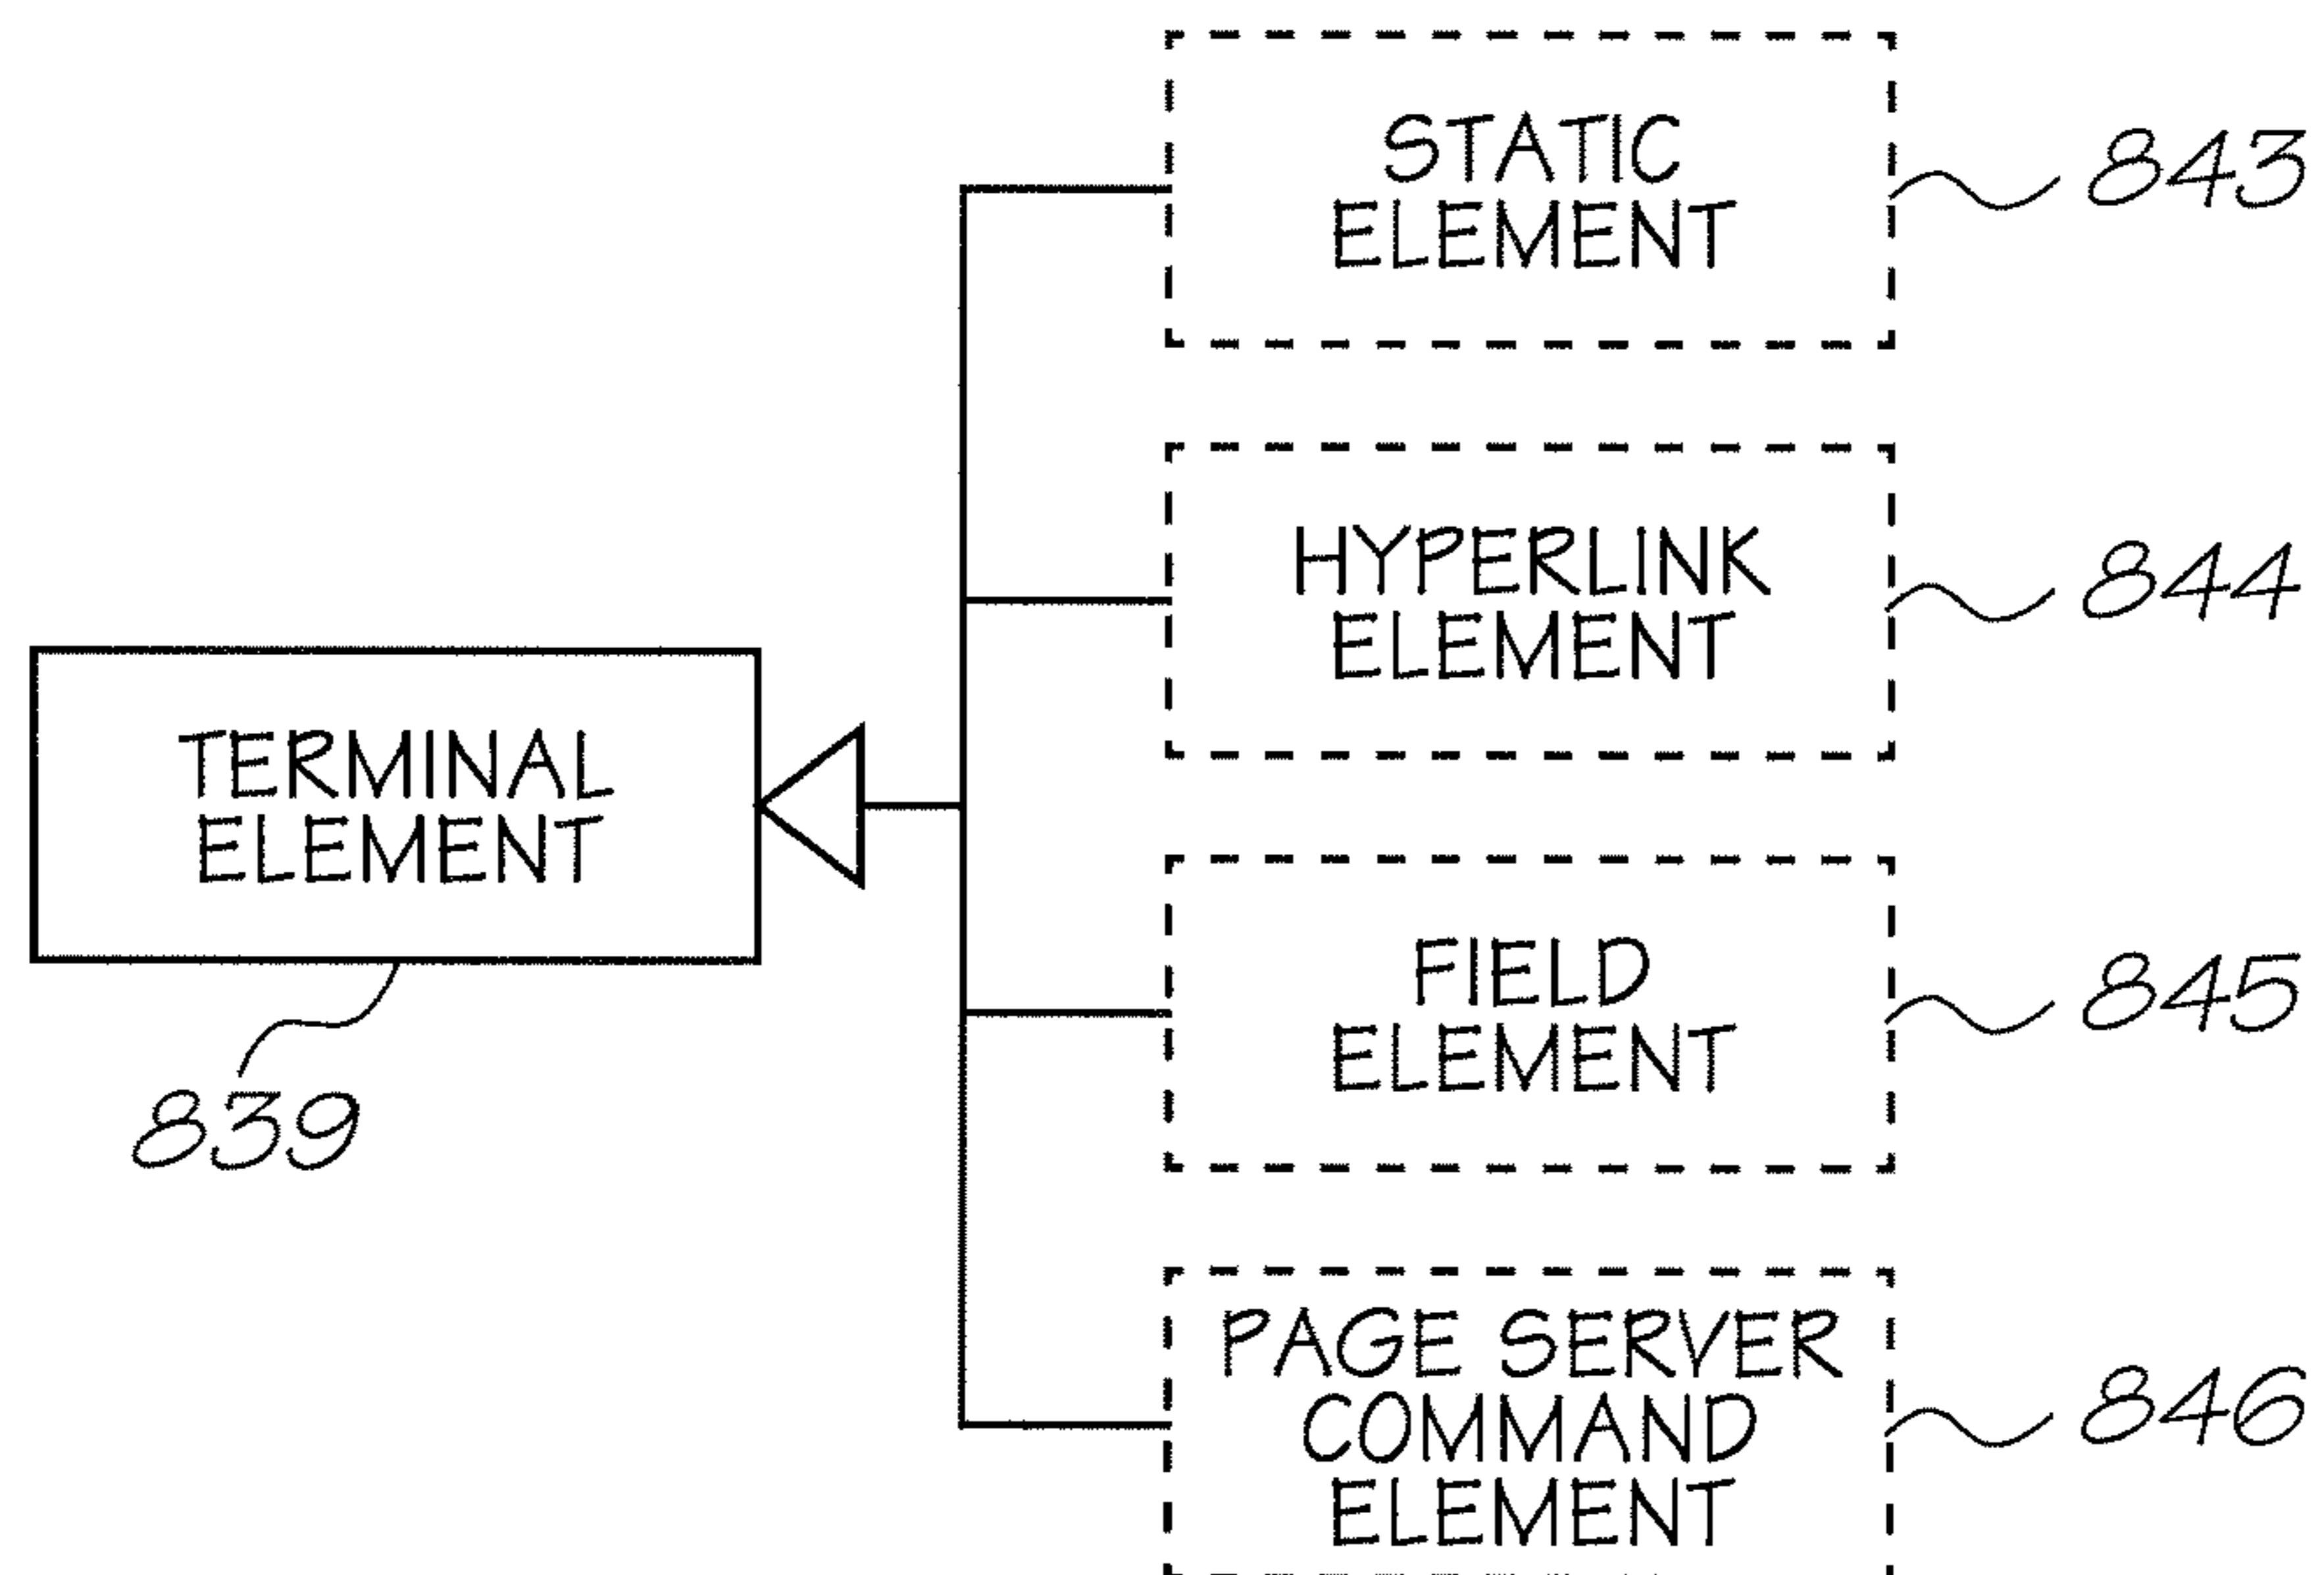 STATIC
ELEMENT
843
HYPERLINK
ELEMENT
844
TERMINAL
ELEMENT
839
FIELD
ELEMENT
845
PAGE SERVER
COMMAND
ELEMENT
846